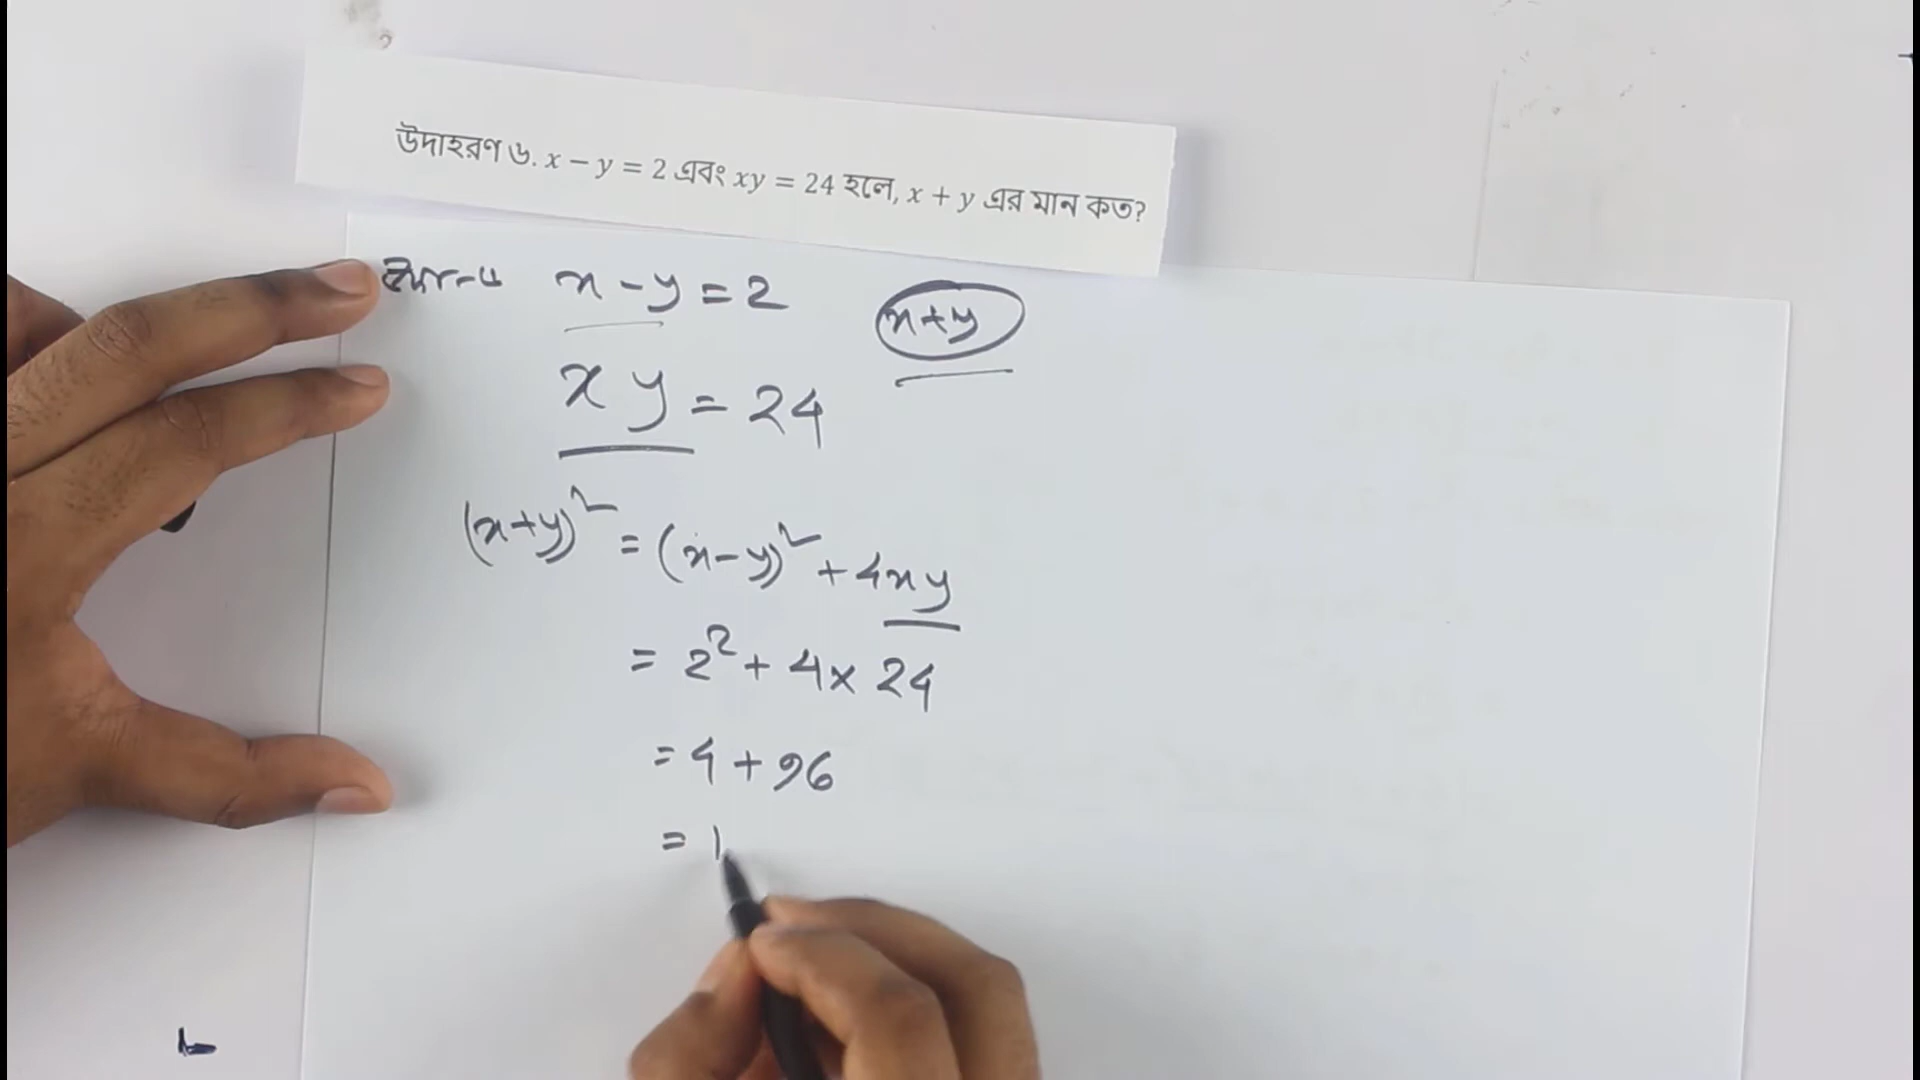 উদাহরণ ৬. x − y = 2 এবং xy = 24 হলে, x + y এর মান কত?
x - y = 2
x+y
xy = 24
(x+y)² = (x-y)² + 4xy
= 2² + 4 x 24
= 4 + 96
= 1